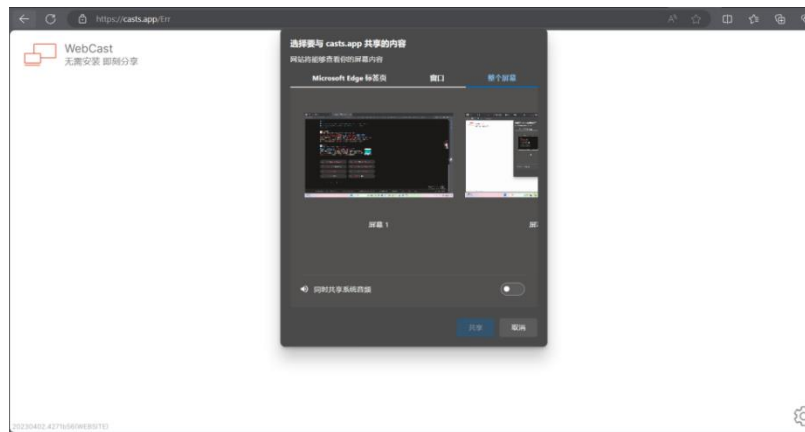 https://casts.app/Err
WebCast
无需安装 即刻分享
选择要与 casts.app 共享的内容
网站将能够查看你的屏幕内容
Microsoft Edge 标签页
窗口
整个屏幕
屏幕 1
同时共享系统音频
共享
取消